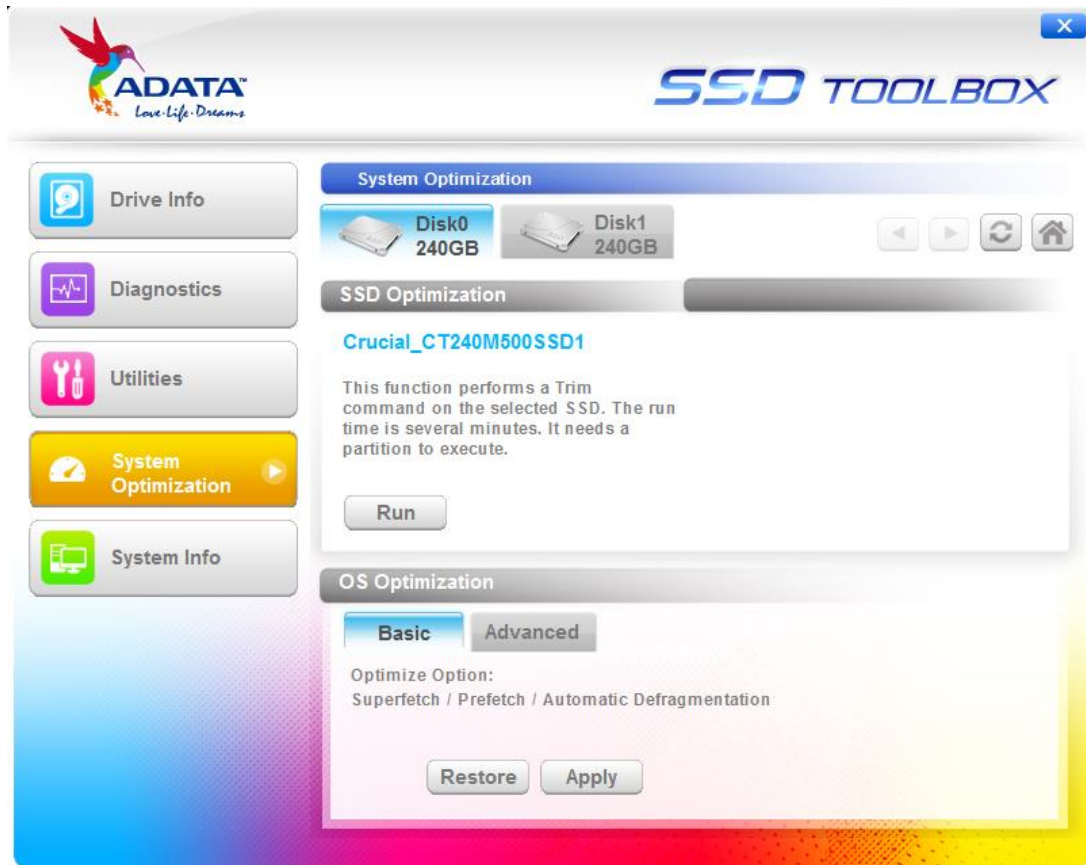 ADATA™
Love·Life·Dreams
SSD TOOLBOX
Drive Info
Diagnostics
Utilities
System
Optimization
System Info
System Optimization
Disk0
240GB
Disk1
240GB
SSD Optimization
Crucial_CT240M500SSD1
This function performs a Trim
command on the selected SSD. The run
time is several minutes. It needs a
partition to execute.
Run
OS Optimization
Basic
Advanced
Optimize Option:
Superfetch / Prefetch / Automatic Defragmentation
Restore
Apply